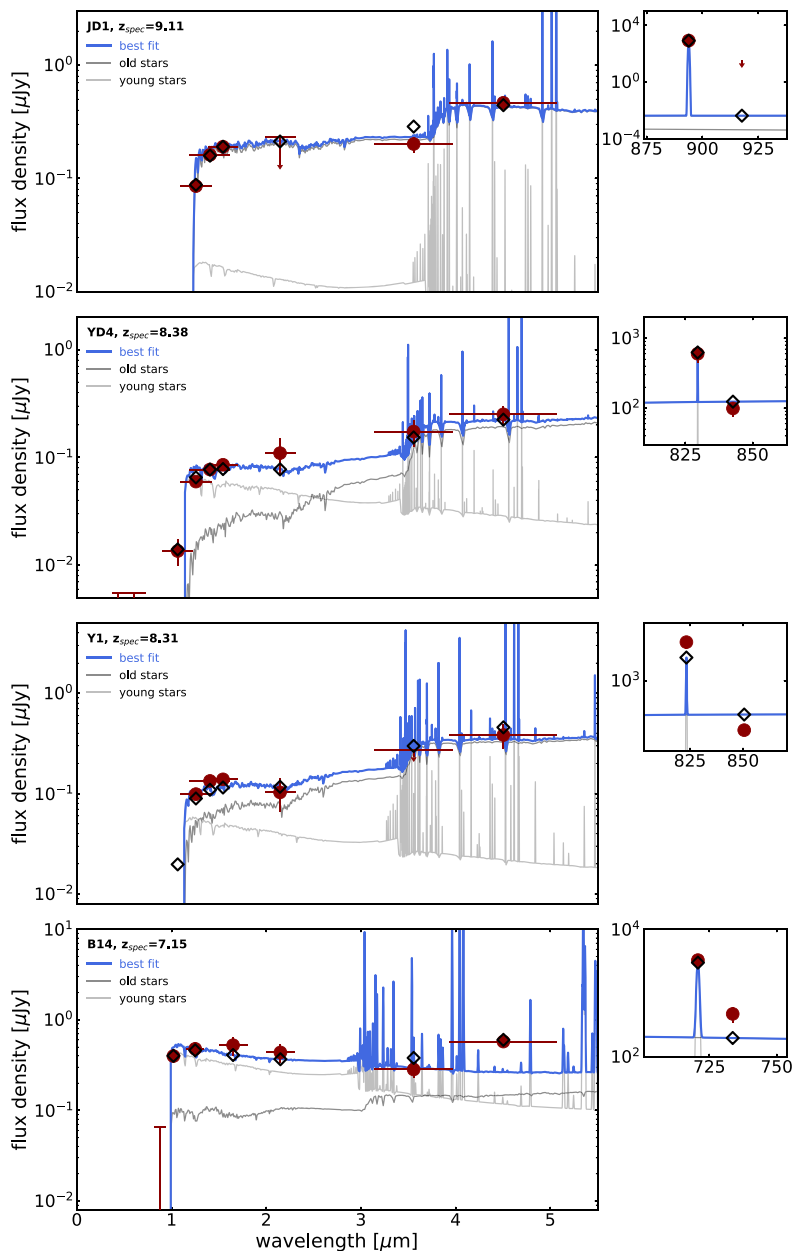 JD1, z_spec=9.11
best fit
old stars
young stars
flux density [μJy]
10^0
10^-1
10^-2
10^4
10^0
10^-4
875 900 925
YD4, z_spec=8.38
best fit
old stars
young stars
flux density [μJy]
10^0
10^-1
10^-2
10^3
10^2
825 850
Y1, z_spec=8.31
best fit
old stars
young stars
flux density [μJy]
10^0
10^-1
10^-2
10^3
825 850
B14, z_spec=7.15
best fit
old stars
young stars
flux density [μJy]
10^1
10^0
10^-1
10^-2
10^4
10^2
725 750
0 1 2 3 4 5
wavelength [μm]